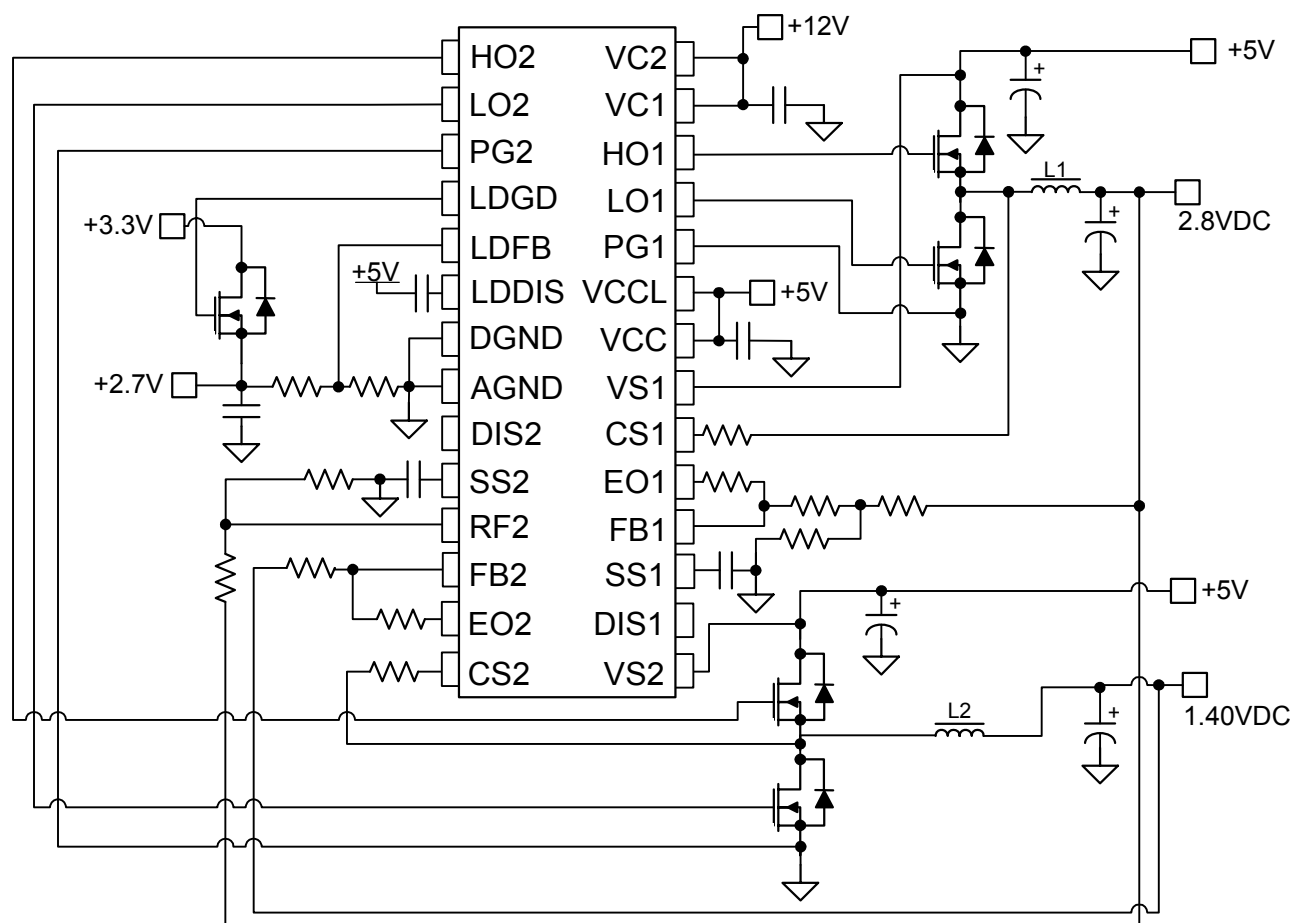 +12V
HO2 VC2
+5V
LO2 VC1
PG2 HO1
L1
LDGD LO1
2.8VDC
+3.3V
LDFB PG1
+5V
LDDIS VCCL
+5V
DGND VCC
+2.7V
AGND VS1
DIS2 CS1
SS2 EO1
RF2 FB1
FB2 SS1
+5V
EO2 DIS1
CS2 VS2
L2
1.40VDC
+
+
+
+